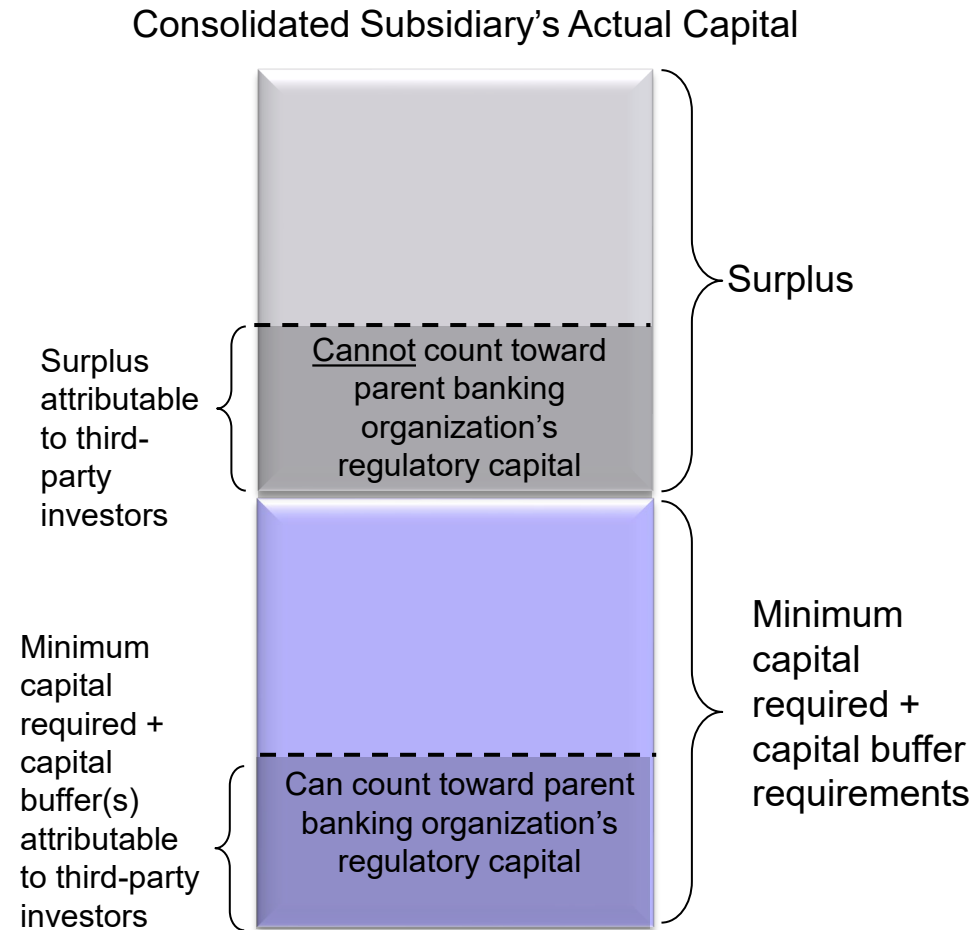 Consolidated Subsidiary's Actual Capital
Surplus
Surplus
attributable
to third-
party
investors
Cannot count toward
parent banking
organization's
regulatory capital
Minimum
capital
required +
capital buffer
requirements
Minimum
capital
required +
capital
buffer(s)
attributable
to third-party
investors
Can count toward parent
banking organization's
regulatory capital